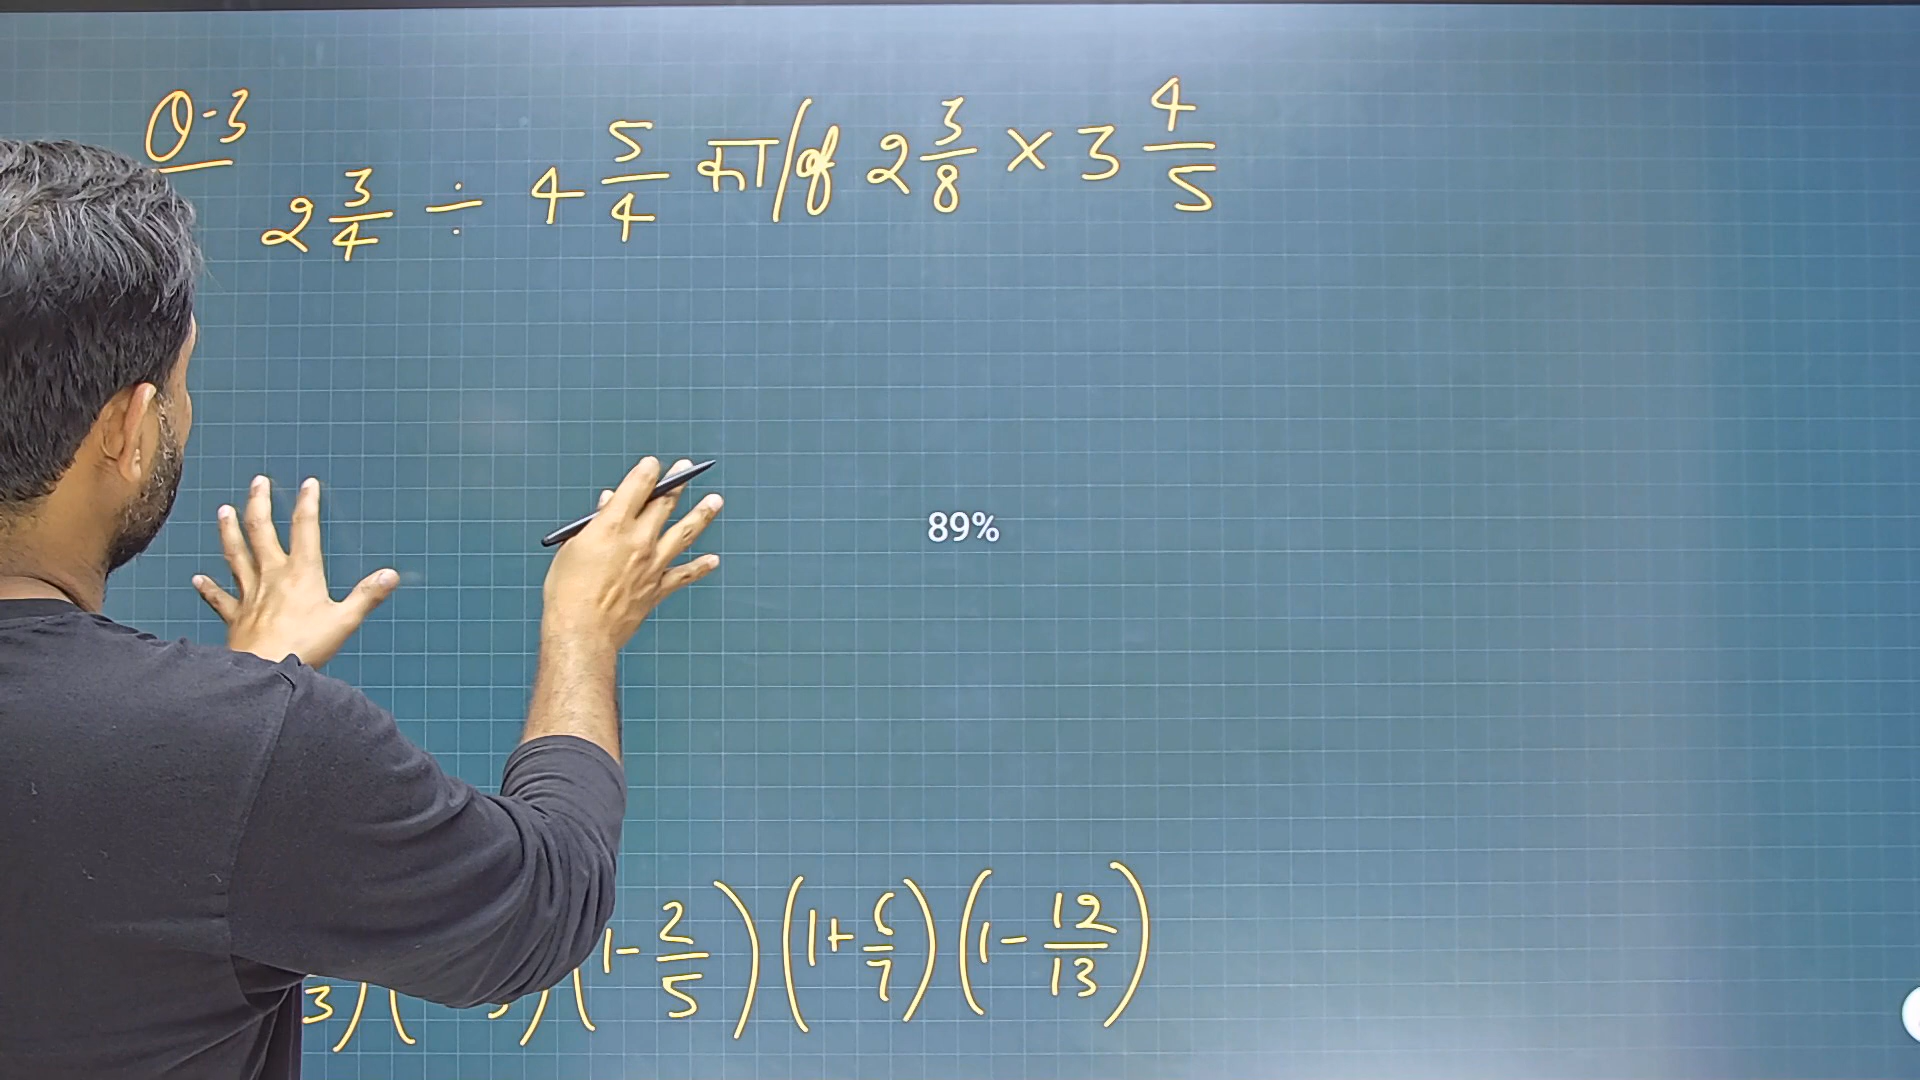 Q-3
2 3/4 ÷ 4 5/4 का/of 2 3/8 × 3 4/5
89%
3)( )(1-2/5)(1+6/7)(1-12/13)